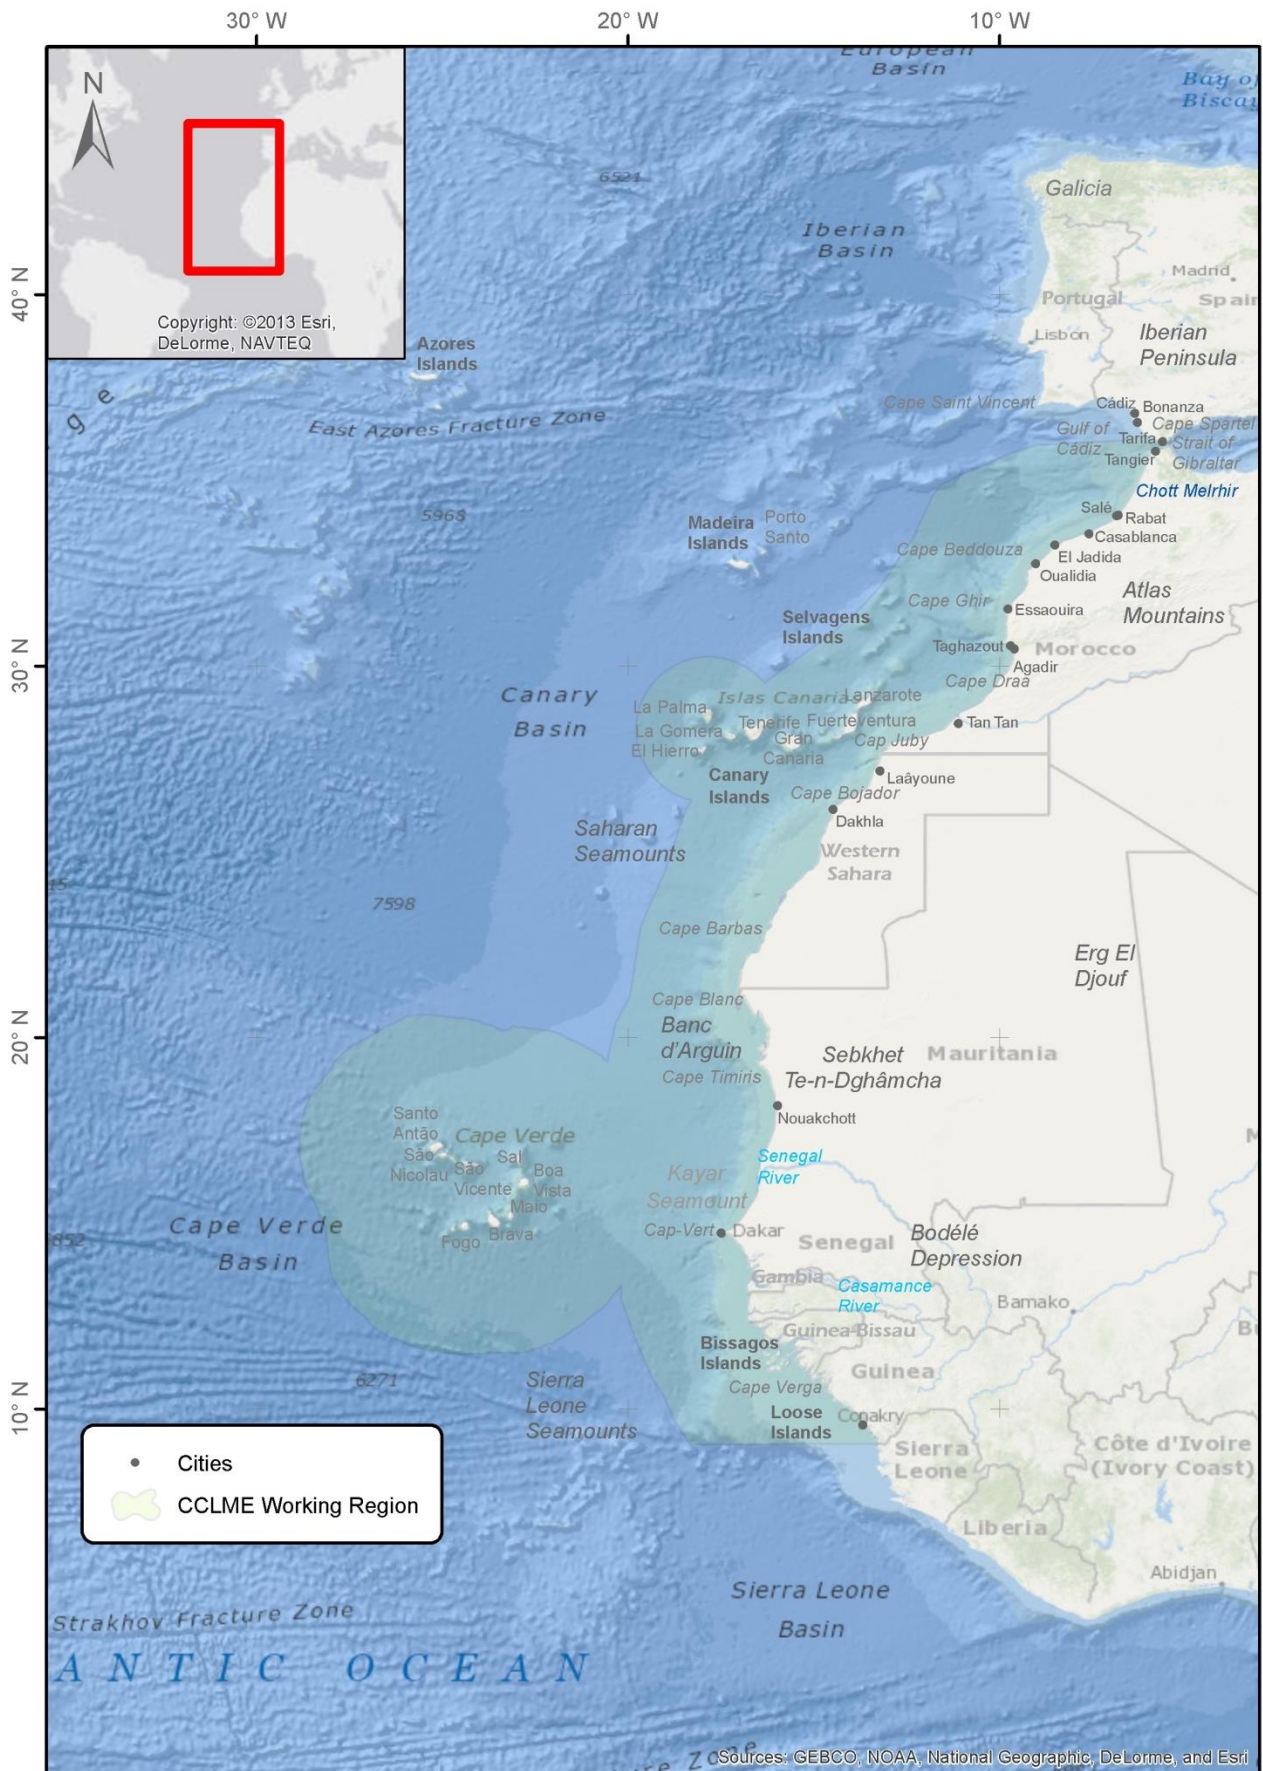 30° W
20° W
10° W
40° N
30° N
20° N
10° N
N
Copyright: ©2013 Esri,
DeLorme, NAVTEQ
European
Basin
Bay of
Biscay
6521
Galicia
Iberian
Basin
Madrid
Portugal
Spain
Lisbon
Iberian
Peninsula
Azores
Islands
g e
East Azores Fracture Zone
Cape Saint Vincent
Cádiz
Bonanza
Gulf of
Cádiz
Cape Spartel
Tarifa
Strait of
Gibraltar
Tangier
Chott Melrhir
5968
Madeira
Islands
Porto
Santo
Salé
Rabat
Casablanca
Cape Beddouza
El Jadida
Oualidia
Atlas
Mountains
Cape Ghir
Essaouira
Selvagens
Islands
Taghazout
Morocco
Agadir
Cape Draa
Canary
Basin
Islas Canarias
Lanzarote
La Palma
Tenerife
Fuerteventura
Tan Tan
La Gomera
Gran
Canaria
Cap Juby
El Hierro
Canary
Islands
Laâyoune
Cape Bojador
Dakhla
Saharan
Seamounts
Western
Sahara
7598
Cape Barbas
Erg El
Djouf
Cape Blanc
Banc
d'Arguin
Sebkhet
Te-n-Dghâmcha
Mauritania
Cape Timiris
Nouakchott
Santo
Antão
Cape Verde
São
Nicolau
São
Vicente
Sal
Boa
Vista
Maio
Brava
Fogo
Senegal
River
Kayar
Seamount
Cape Verde
Basin
Cap-Vert
Dakar
Senegal
Bodélé
Depression
Gambia
Casamance
River
Bamako
Guinea-Bissau
Bissagos
Islands
Guinea
6271
Sierra
Leone
Seamounts
Cape Verga
Loose
Islands
Conakry
Sierra
Leone
Côte d'Ivoire
(Ivory Coast)
Liberia
Abidjan
Cities
CCLME Working Region
Sierra Leone
Basin
Strakhov Fracture Zone
ANTIC OCEAN
Zone
Sources: GEBCO, NOAA, National Geographic, DeLorme, and Esri